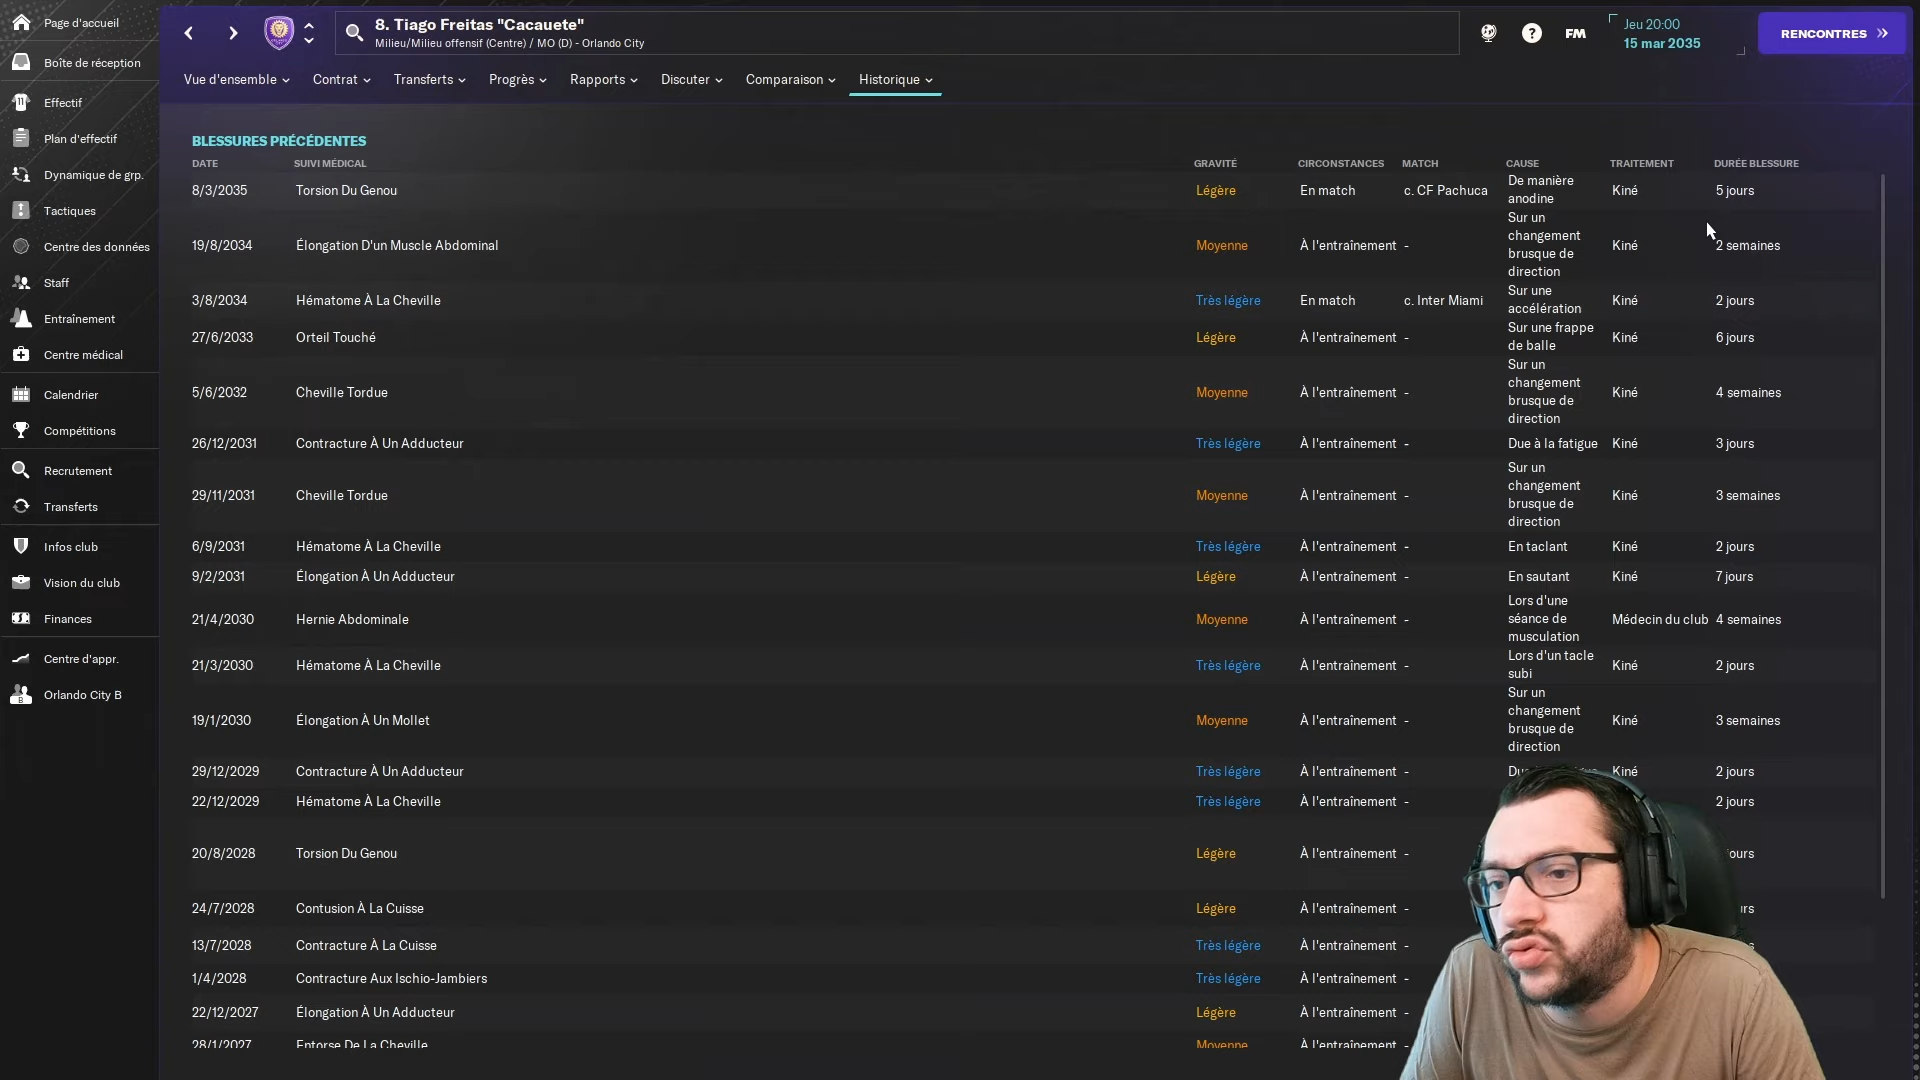 Page d'accueil
Boîte de réception
Effectif
Plan d'effectif
Dynamique de grp.
Tactiques
Centre des données
Staff
Entraînement
Centre médical
Calendrier
Compétitions
Recrutement
Transferts
Infos club
Vision du club
Finances
Centre d'appr.
Orlando City B
8. Tiago Freitas "Cacauete"
Milieu/Milieu offensif (Centre) / MO (D) - Orlando City
FM
Jeu 20:00
15 mar 2035
RENCONTRES
Vue d'ensemble Contrat Transferts Progrès Rapports Discuter Comparaison Historique
BLESSURES PRÉCÉDENTES
DATE SUIVI MÉDICAL GRAVITÉ CIRCONSTANCES MATCH CAUSE TRAITEMENT DURÉE BLESSURE
8/3/2035 Torsion Du Genou Légère En match c. CF Pachuca De manière anodine Kiné 5 jours
19/8/2034 Élongation D'un Muscle Abdominal Moyenne À l'entraînement - Sur un changement brusque de direction Kiné 2 semaines
3/8/2034 Hématome À La Cheville Très légère En match c. Inter Miami Sur une accélération Kiné 2 jours
27/6/2033 Orteil Touché Légère À l'entraînement - Sur une frappe de balle Kiné 6 jours
5/6/2032 Cheville Tordue Moyenne À l'entraînement - Sur un changement brusque de direction Kiné 4 semaines
26/12/2031 Contracture À Un Adducteur Très légère À l'entraînement - Due à la fatigue Kiné 3 jours
29/11/2031 Cheville Tordue Moyenne À l'entraînement - Sur un changement brusque de direction Kiné 3 semaines
6/9/2031 Hématome À La Cheville Très légère À l'entraînement - En taclant Kiné 2 jours
9/2/2031 Élongation À Un Adducteur Légère À l'entraînement - En sautant Kiné 7 jours
21/4/2030 Hernie Abdominale Moyenne À l'entraînement - Lors d'une séance de musculation Médecin du club 4 semaines
21/3/2030 Hématome À La Cheville Très légère À l'entraînement - Lors d'un tacle subi Kiné 2 jours
19/1/2030 Élongation À Un Mollet Moyenne À l'entraînement - Sur un changement brusque de direction Kiné 3 semaines
29/12/2029 Contracture À Un Adducteur Très légère À l'entraînement - Kiné 2 jours
22/12/2029 Hématome À La Cheville Très légère À l'entraînement - 2 jours
20/8/2028 Torsion Du Genou Légère À l'entraînement -
24/7/2028 Contusion À La Cuisse Légère À l'entraînement -
13/7/2028 Contracture À La Cuisse Très légère À l'entraînement -
1/4/2028 Contracture Aux Ischio-Jambiers Très légère À l'entraînement -
22/12/2027 Élongation À Un Adducteur Légère À l'entraînement -
28/1/2027 Entorse De La Cheville Moyenne À l'entraînement -